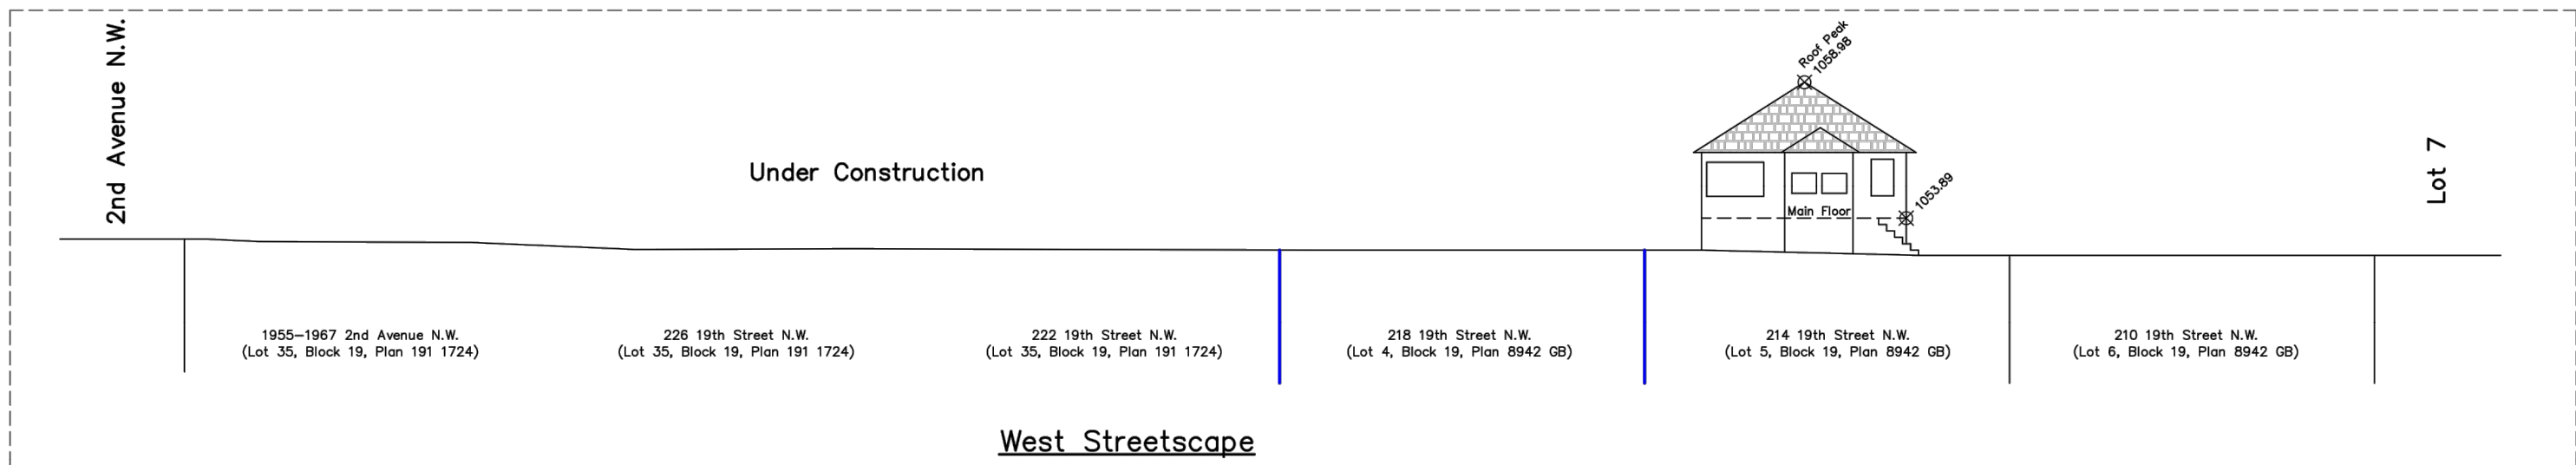 2nd Avenue N.W.
Under Construction
Roof Peak
1058.98
Main Floor
1053.89
Lot 7
1955-1967 2nd Avenue N.W.
(Lot 35, Block 19, Plan 191 1724)
226 19th Street N.W.
(Lot 35, Block 19, Plan 191 1724)
222 19th Street N.W.
(Lot 35, Block 19, Plan 191 1724)
218 19th Street N.W.
(Lot 4, Block 19, Plan 8942 GB)
214 19th Street N.W.
(Lot 5, Block 19, Plan 8942 GB)
210 19th Street N.W.
(Lot 6, Block 19, Plan 8942 GB)
West Streetscape